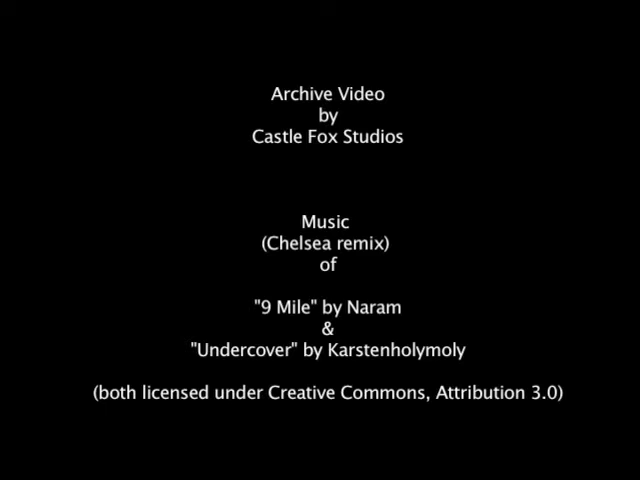 Archive Video
by
Castle Fox Studios
Music
(Chelsea remix)
of
"9 Mile" by Naram
&
"Undercover" by Karstenholymoly
(both licensed under Creative Commons, Attribution 3.0)